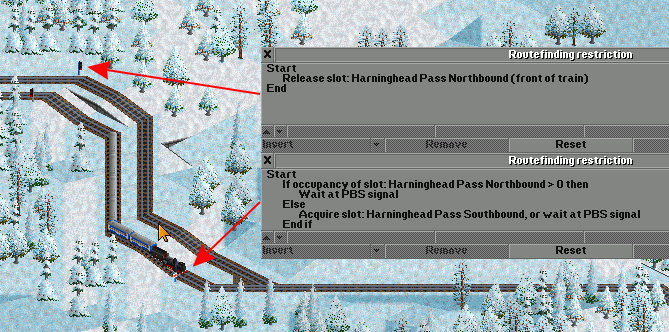 X Routefinding restriction
Start
Release slot: Harninghead Pass Northbound (front of train)
End
Insert Remove Reset
X Routefinding restriction
Start
If occupancy of slot: Harninghead Pass Northbound > 0 then
Wait at PBS signal
Else
Acquire slot: Harninghead Pass Southbound, or wait at PBS signal
End if
Insert Remove Reset